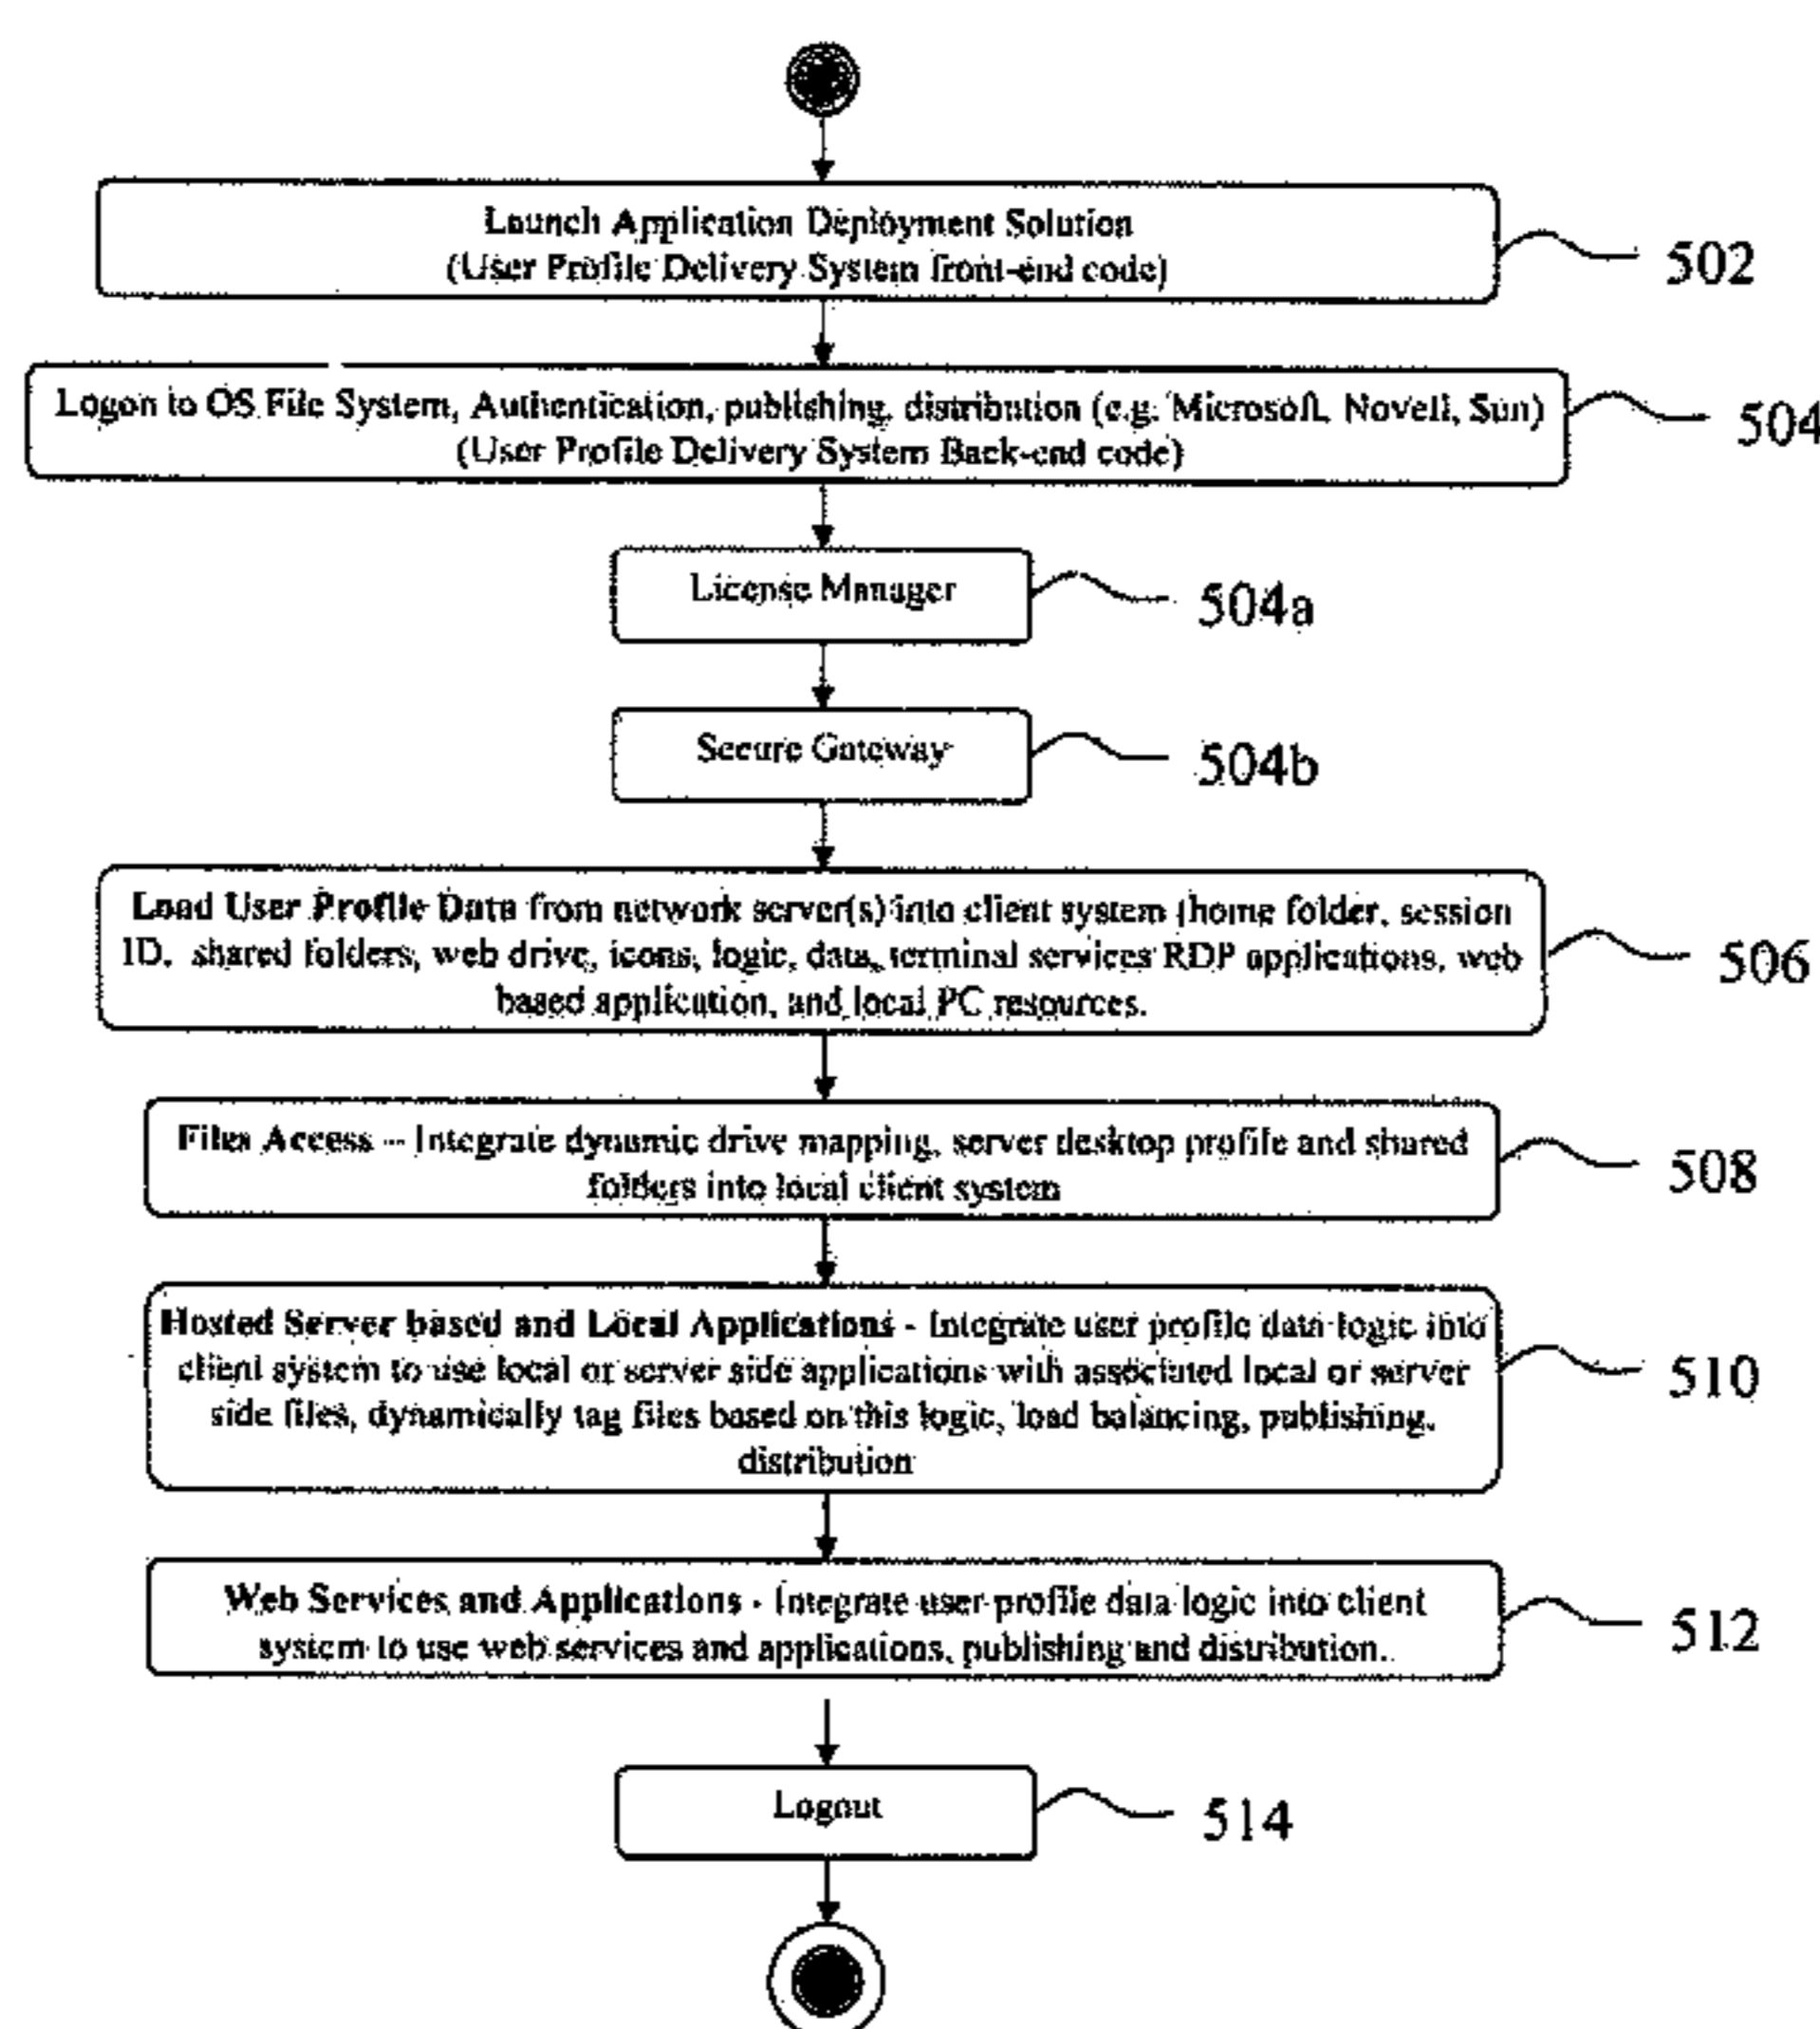 Launch Application Deployment Solution
(User Profile Delivery System front-end code)
502
Logon to OS File System, Authentication, publishing, distribution (e.g. Microsoft, Novell, Sun)
(User Profile Delivery System Back-end code)
504
License Manager
504a
Secure Gateway
504b
Load User Profile Data from network server(s) into client system (home folder, session
ID, shared folders, web drive, icons, logic, data, terminal services RDP applications, web
based application, and local PC resources.
506
Files Access -- Integrate dynamic drive mapping, server desktop profile and shared
folders into local client system
508
Hosted Server based and Local Applications - Integrate user profile data logic into
client system to use local or server side applications with associated local or server
side files, dynamically tag files based on this logic, load balancing, publishing,
distribution
510
Web Services and Applications - Integrate user profile data logic into client
system to use web services and applications, publishing and distribution.
512
Logout
514